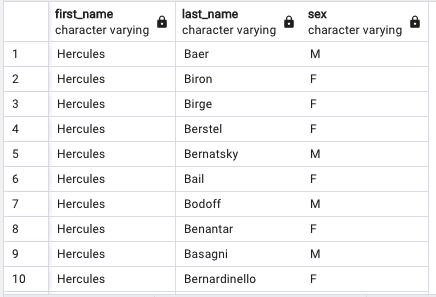 first_name last_name sex
character varying character varying character varying
1 Hercules Baer M
2 Hercules Biron F
3 Hercules Birge F
4 Hercules Berstel F
5 Hercules Bernatsky M
6 Hercules Bail F
7 Hercules Bodoff M
8 Hercules Benantar F
9 Hercules Basagni M
10 Hercules Bernardinello F